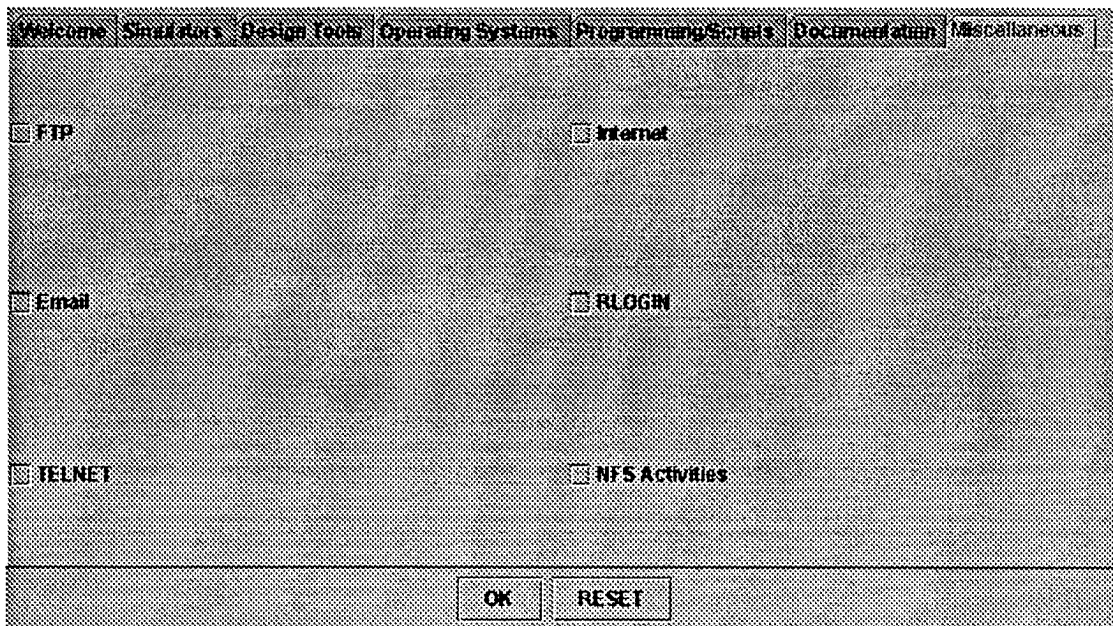 Welcome Simulators Design Tools Operating Systems Programming/Scripts Documentation Miscellaneous
FTP Internet
Email RLOGIN
TELNET NFS Activities
OK RESET